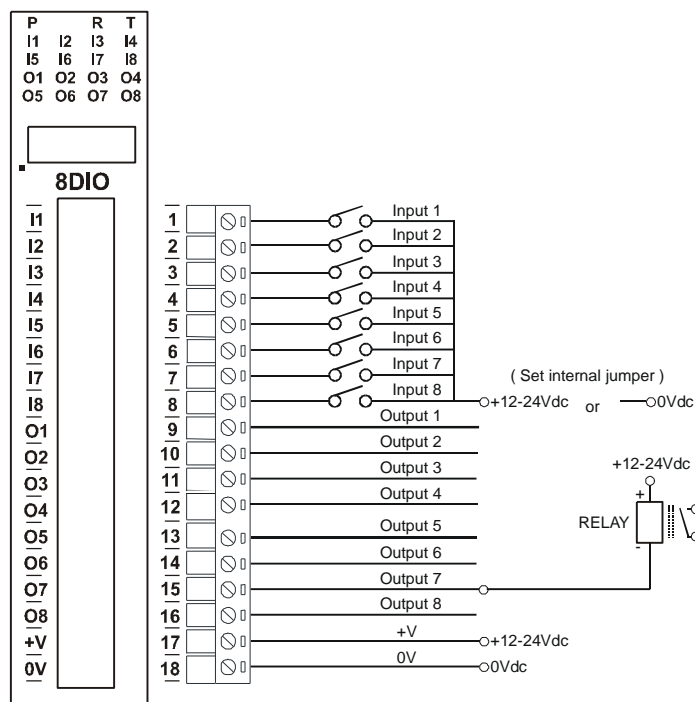 P R T
I1 I2 I3 I4
I5 I6 I7 I8
O1 O2 O3 O4
O5 O6 O7 O8
8DIO
I1 1 Input 1
I2 2 Input 2
I3 3 Input 3
I4 4 Input 4
I5 5 Input 5
I6 6 Input 6
I7 7 Input 7
( Set internal jumper )
I8 8 Input 8 +12-24Vdc or 0Vdc
O1 9 Output 1
O2 10 Output 2
O3 11 Output 3
+12-24Vdc
O4 12 Output 4 +
RELAY
O5 13 Output 5 -
O6 14 Output 6
O7 15 Output 7
O8 16 Output 8
+V 17 +V +12-24Vdc
0V 18 0V 0Vdc